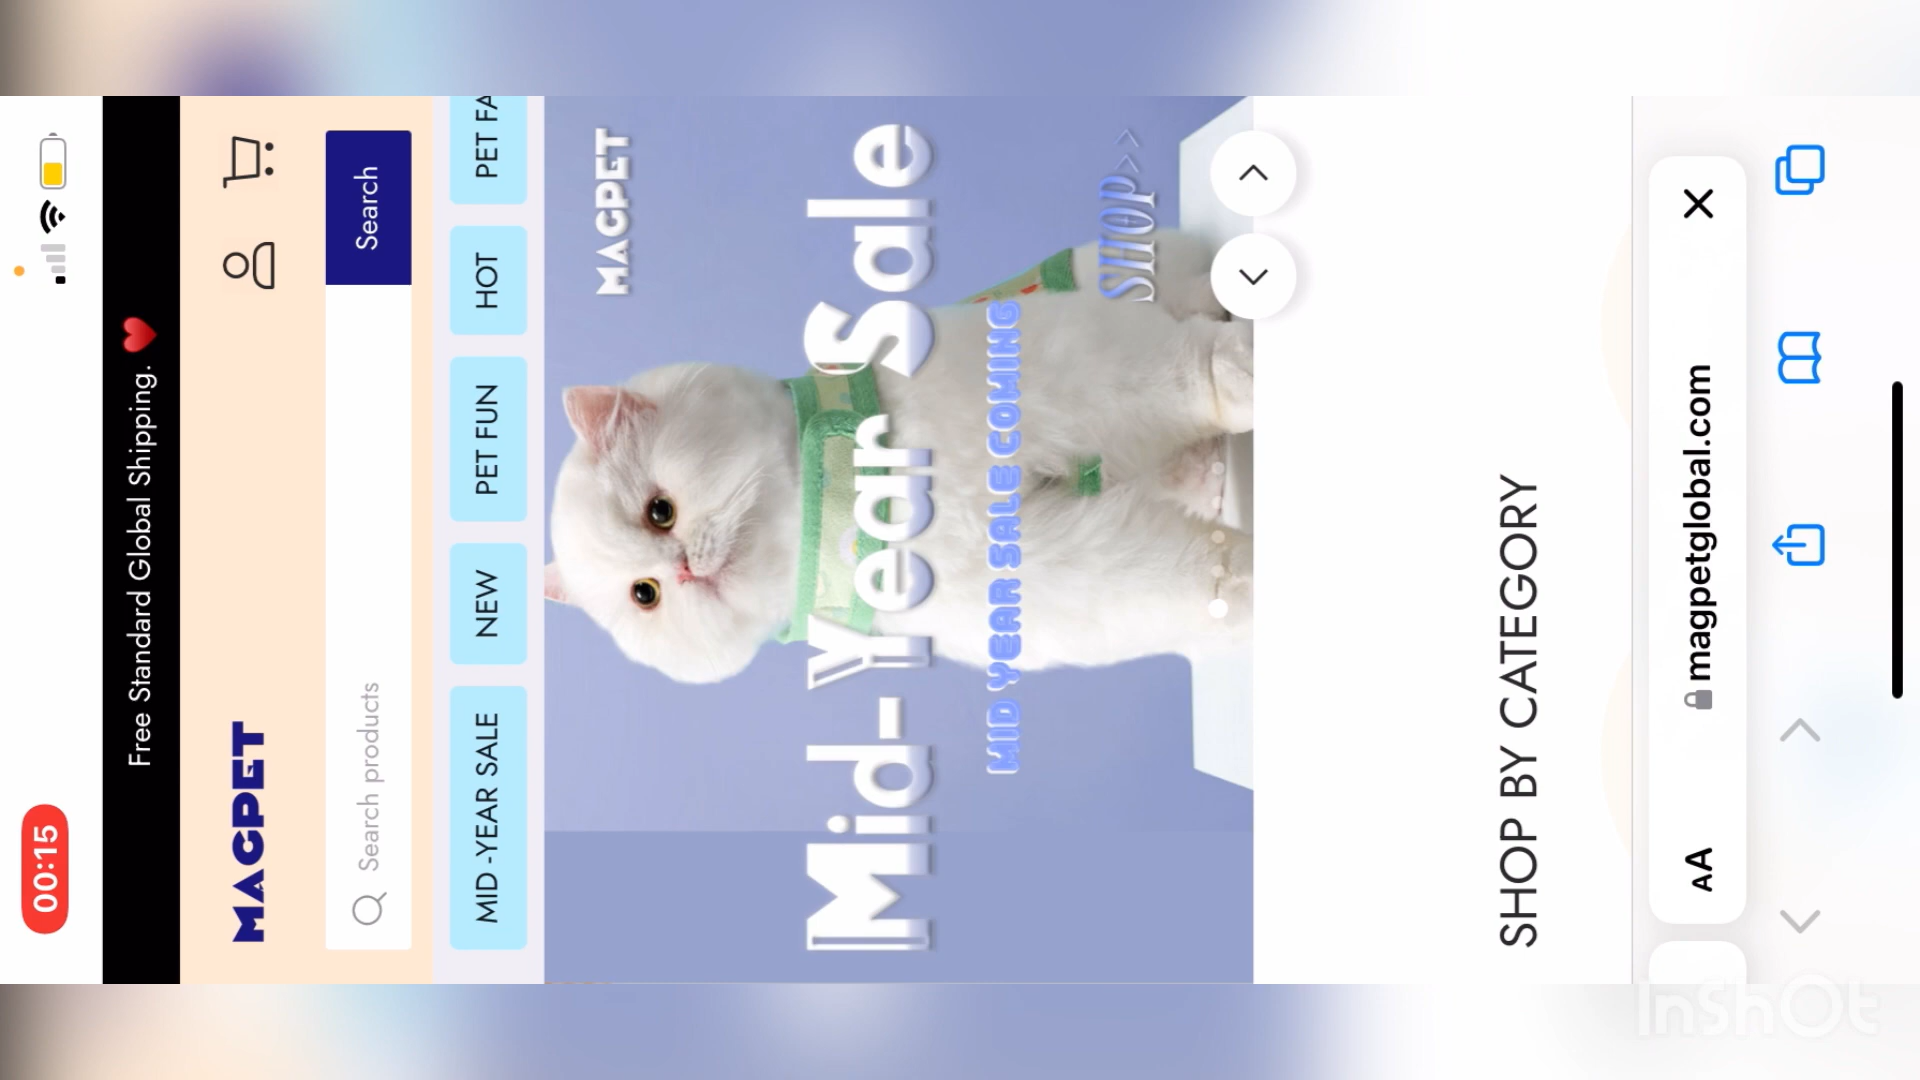 00:15
Free Standard Global Shipping. ❤️
MAGPET
Search products
Search
MID -YEAR SALE
NEW
PET FUN
HOT
PET FA
MAGPET
Mid-Year Sale
MID YEAR SALE COMING
SHOP>>
SHOP BY CATEGORY
AA
magpetglobal.com
InShOt